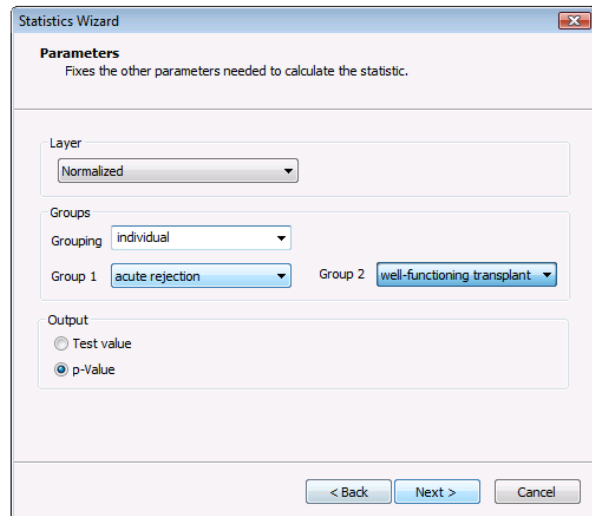 Statistics Wizard
Parameters
Fixes the other parameters needed to calculate the statistic.
Layer
Normalized
Groups
Grouping individual
Group 1 acute rejection Group 2 well-functioning transplant
Output
Test value
p-Value
< Back Next > Cancel